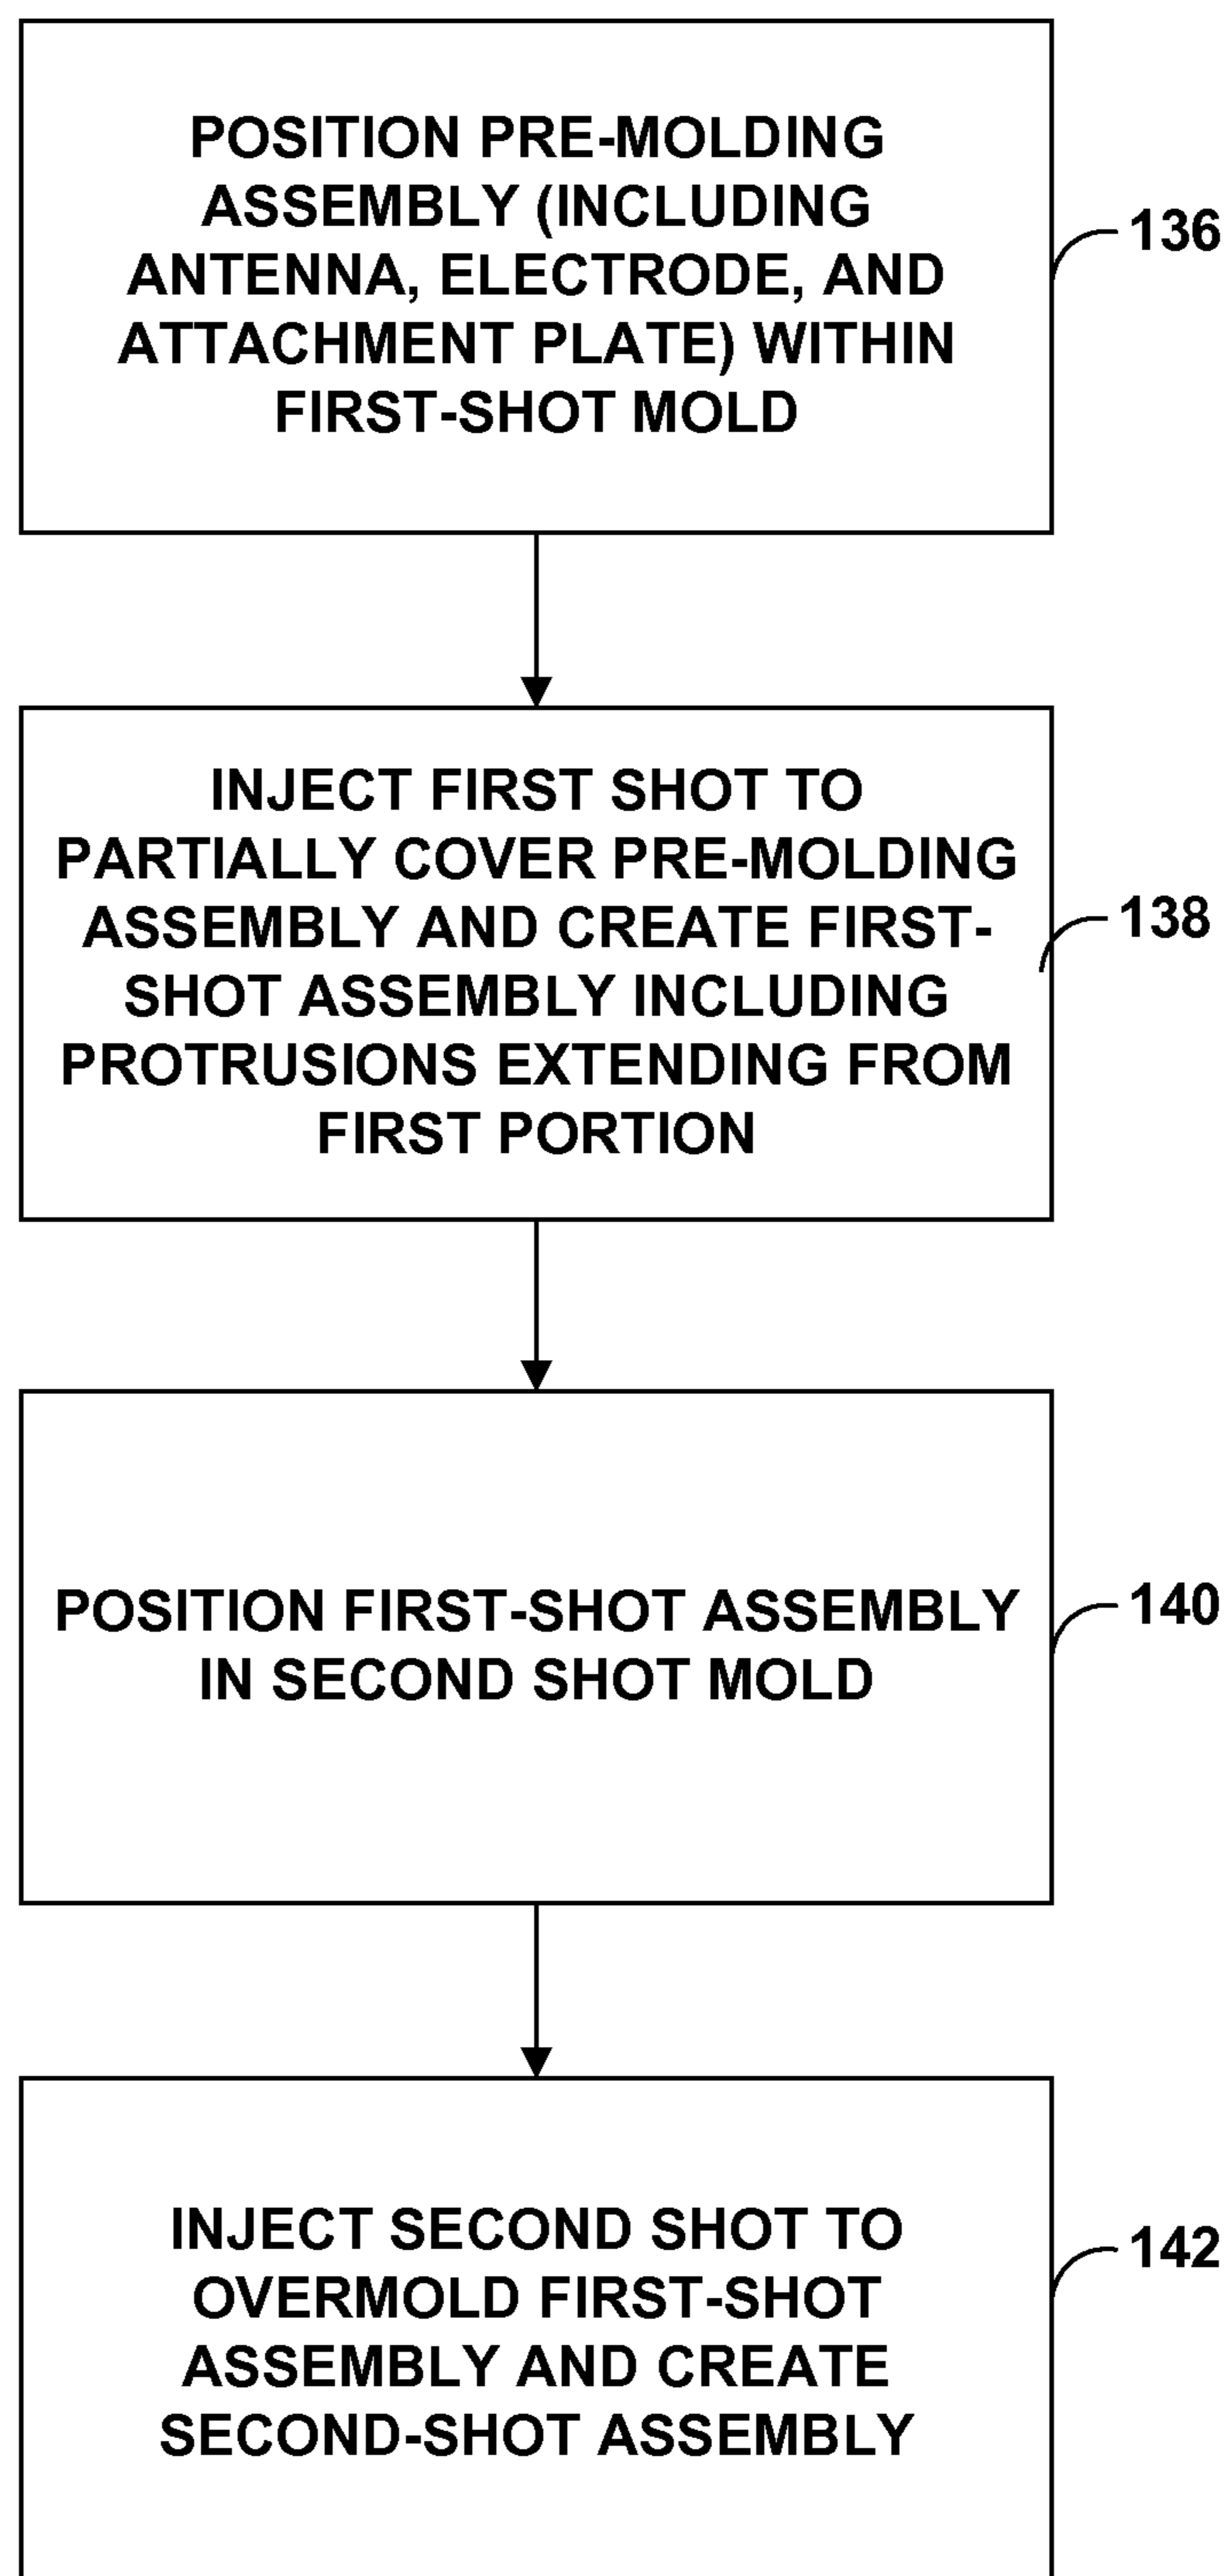 POSITION PRE-MOLDING
ASSEMBLY (INCLUDING
ANTENNA, ELECTRODE, AND
ATTACHMENT PLATE) WITHIN
FIRST-SHOT MOLD
136
INJECT FIRST SHOT TO
PARTIALLY COVER PRE-MOLDING
ASSEMBLY AND CREATE FIRST-
SHOT ASSEMBLY INCLUDING
PROTRUSIONS EXTENDING FROM
FIRST PORTION
138
POSITION FIRST-SHOT ASSEMBLY
IN SECOND SHOT MOLD
140
INJECT SECOND SHOT TO
OVERMOLD FIRST-SHOT
ASSEMBLY AND CREATE
SECOND-SHOT ASSEMBLY
142